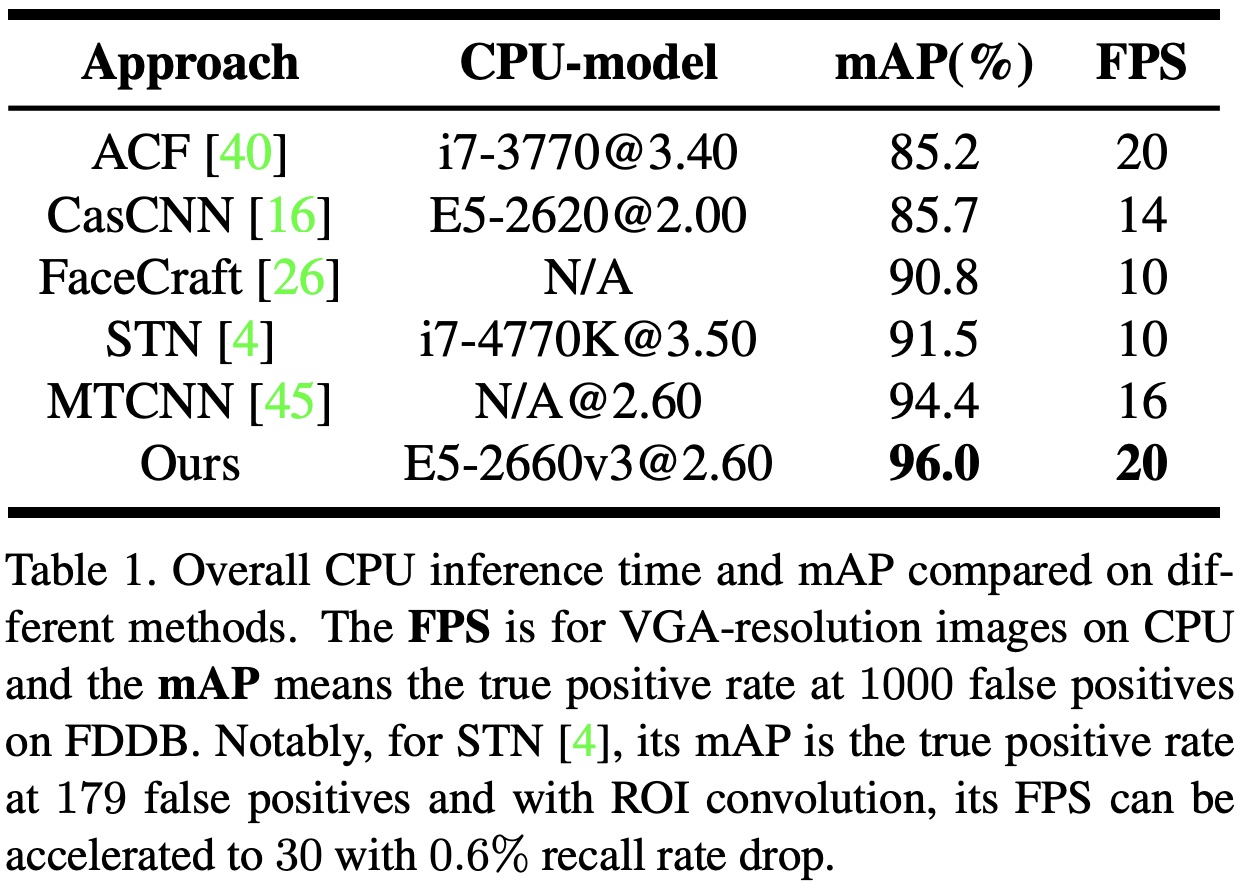 Approach CPU-model mAP(%) FPS
ACF [40] i7-3770@3.40 85.2 20
CasCNN [16] E5-2620@2.00 85.7 14
FaceCraft [26] N/A 90.8 10
STN [4] i7-4770K@3.50 91.5 10
MTCNN [45] N/A@2.60 94.4 16
Ours E5-2660v3@2.60 96.0 20
Table 1. Overall CPU inference time and mAP compared on dif-
ferent methods. The FPS is for VGA-resolution images on CPU
and the mAP means the true positive rate at 1000 false positives
on FDDB. Notably, for STN [4], its mAP is the true positive rate
at 179 false positives and with ROI convolution, its FPS can be
accelerated to 30 with 0.6% recall rate drop.